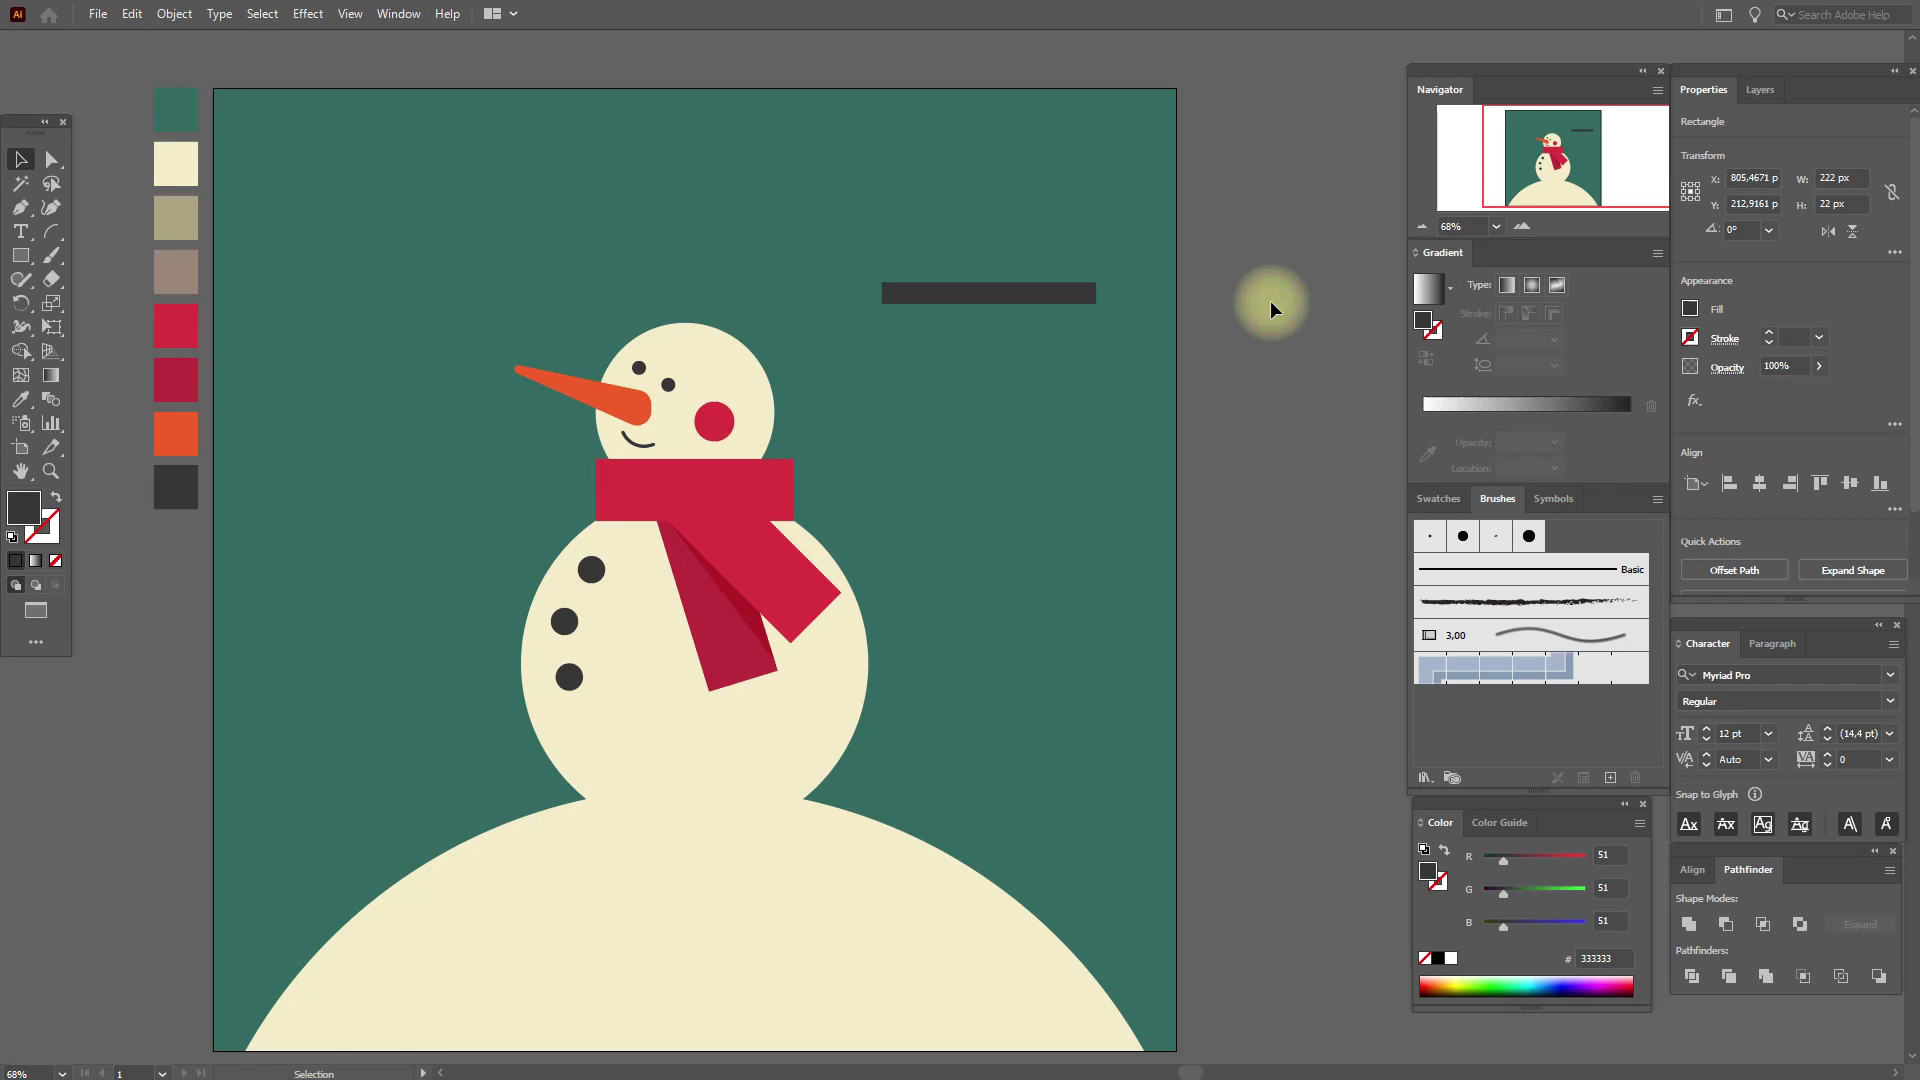 Ai File Edit Object Type Select Effect View Window Help Search Adobe Help
Navigator
68%
Gradient
Type:
Stroke:
Opacity:
Location:
Swatches Brushes Symbols
Basic
3,00
Color Color Guide
R 51
G 51
B 51
# 333333
Properties Layers
Rectangle
Transform
X: 805,4671 p W: 222 px
Y: 212,9161 p H: 22 px
0°
Appearance
Fill
Stroke
Opacity 100%
fx.
Align
Quick Actions
Offset Path Expand Shape
Character Paragraph
Myriad Pro
Regular
12 pt (14,4 pt)
Auto 0
Snap to Glyph
Align Pathfinder
Shape Modes:
Expand
Pathfinders:
68% 1 Selection